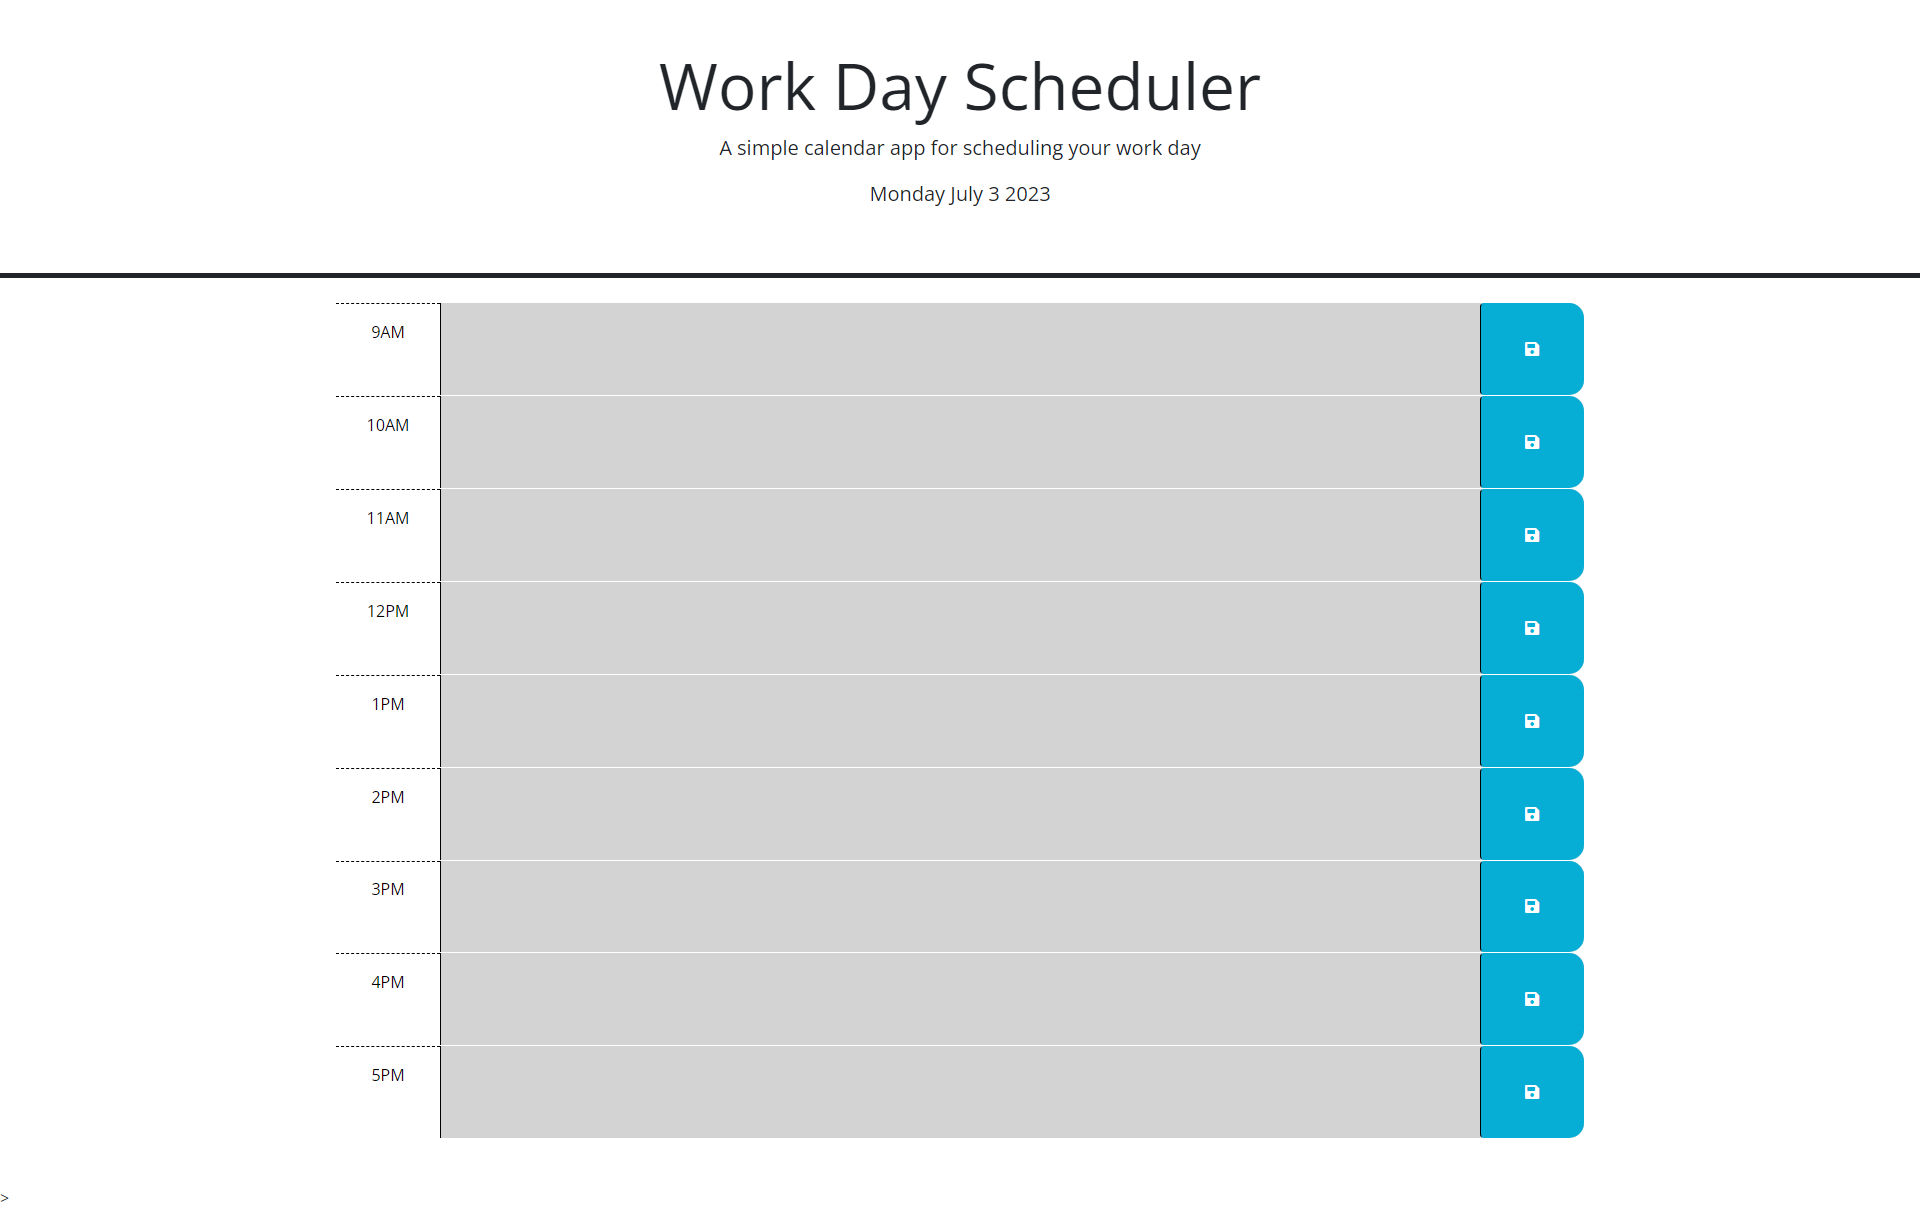 Work Day Scheduler
A simple calendar app for scheduling your work day
Monday July 3 2023
9AM
10AM
11AM
12PM
1PM
2PM
3PM
4PM
5PM
>